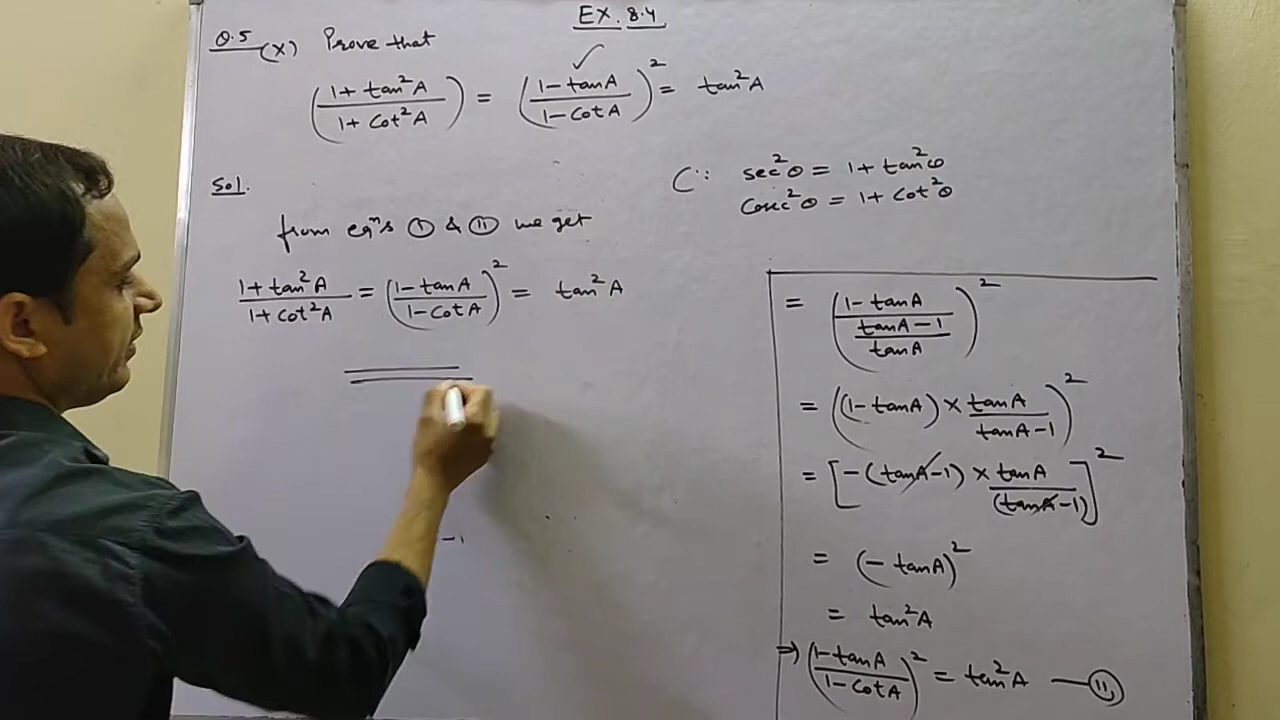 EX. 8.4
Q.5 (X) Prove that
((1 + tan²A)/(1 + cot²A)) = ((1 - tanA)/(1 - cotA))² = tan²A
Sol.
(∵ sec²θ = 1 + tan²θ
cosec²θ = 1 + cot²θ
from eqⁿs (I) & (II) we get
(1 + tan²A)/(1 + cot²A) = ((1 - tanA)/(1 - cotA))² = tan²A
-1
= ((1 - tanA)/((tanA - 1)/tanA))²
= ((1 - tanA) × tanA/(tanA - 1))²
= [-(tanA - 1) × tanA/(tanA - 1)]²
= (- tanA)²
= tan²A
⇒ ((1 - tanA)/(1 - cotA))² = tan²A — (II)